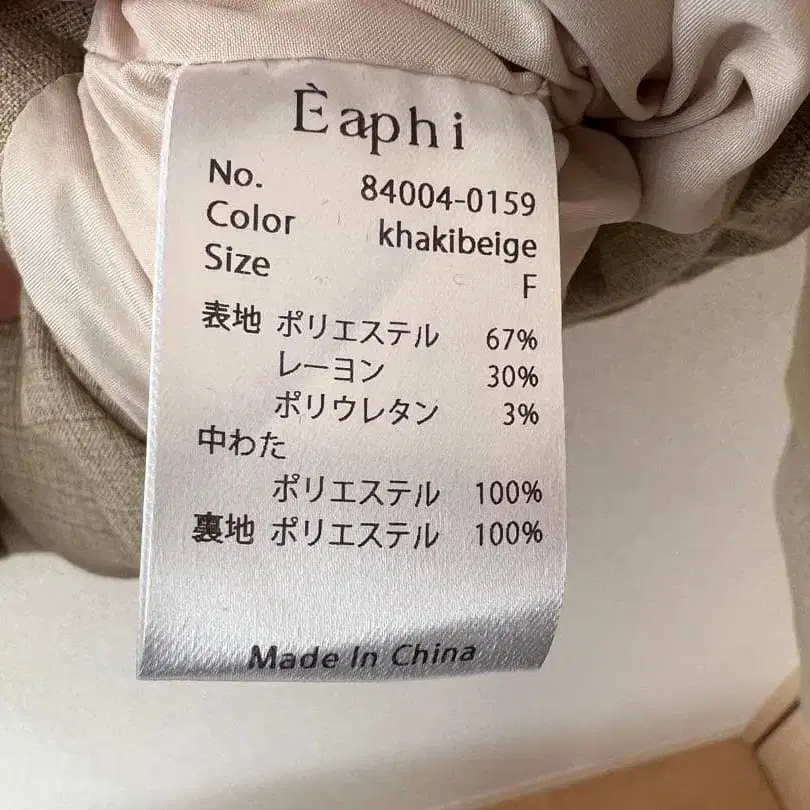 Èaphi
No. 84004-0159
Color khakibeige
Size F
表地 ポリエステル 67%
レーヨン 30%
ポリウレタン 3%
中わた
ポリエステル 100%
裏地 ポリエステル 100%
Made In China